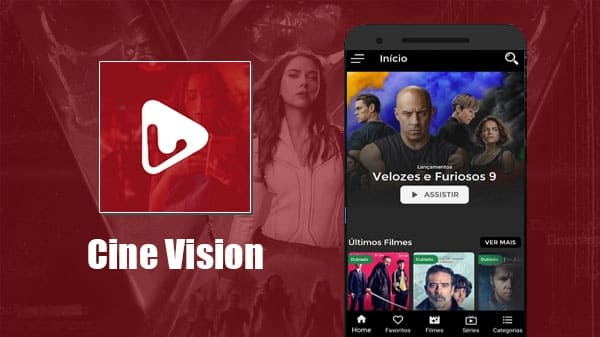 Cine Vision
Início
Lançamentos
Velozes e Furiosos 9
ASSISTIR
Últimos Filmes
VER MAIS
Dublado
Dublado
Dublado
Home
Favoritos
Filmes
Séries
Categorias